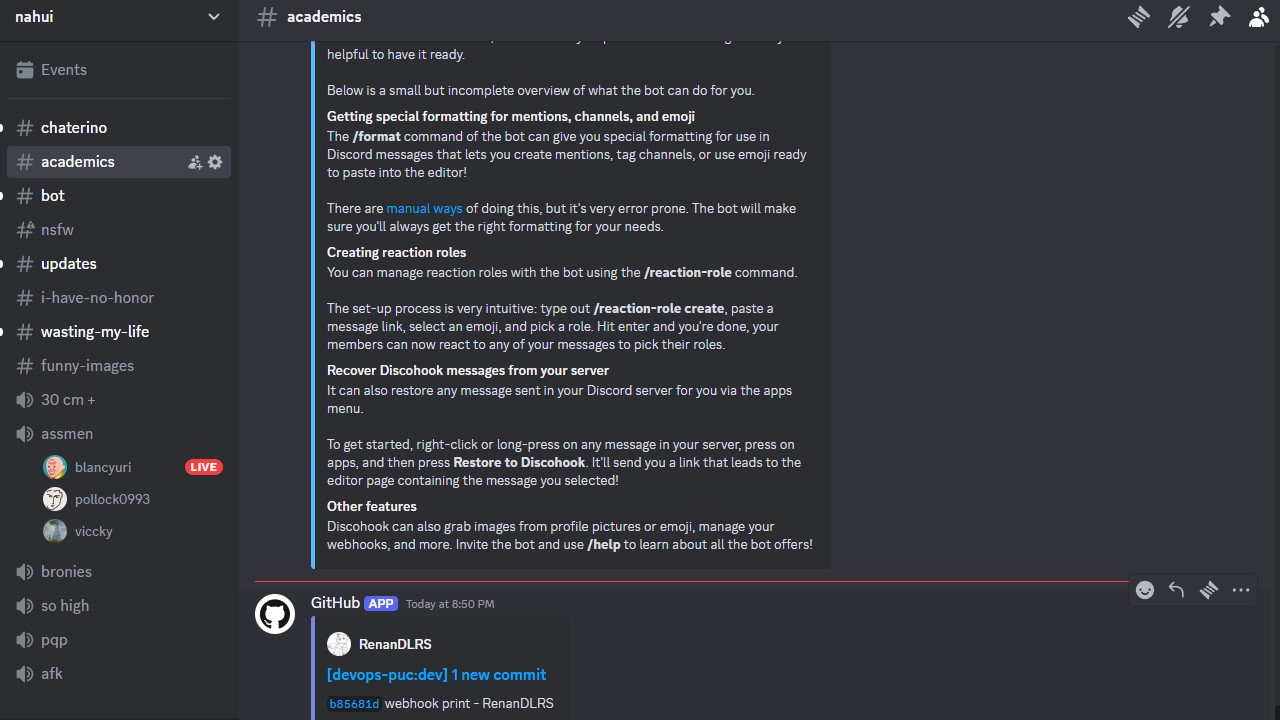 nahui
Events
chaterino
academics
bot
nsfw
updates
i-have-no-honor
wasting-my-life
funny-images
30 cm +
assmen
blancyuri LIVE
pollock0993
viccky
bronies
so high
pqp
afk
academics
helpful to have it ready.
Below is a small but incomplete overview of what the bot can do for you.
Getting special formatting for mentions, channels, and emoji
The /format command of the bot can give you special formatting for use in
Discord messages that lets you create mentions, tag channels, or use emoji ready
to paste into the editor!
There are manual ways of doing this, but it's very error prone. The bot will make
sure you'll always get the right formatting for your needs.
Creating reaction roles
You can manage reaction roles with the bot using the /reaction-role command.
The set-up process is very intuitive: type out /reaction-role create, paste a
message link, select an emoji, and pick a role. Hit enter and you're done, your
members can now react to any of your messages to pick their roles.
Recover Discohook messages from your server
It can also restore any message sent in your Discord server for you via the apps
menu.
To get started, right-click or long-press on any message in your server, press on
apps, and then press Restore to Discohook. It'll send you a link that leads to the
editor page containing the message you selected!
Other features
Discohook can also grab images from profile pictures or emoji, manage your
webhooks, and more. Invite the bot and use /help to learn about all the bot offers!
GitHub APP Today at 8:50 PM
RenanDLRS
[devops-puc:dev] 1 new commit
b85681d webhook print - RenanDLRS